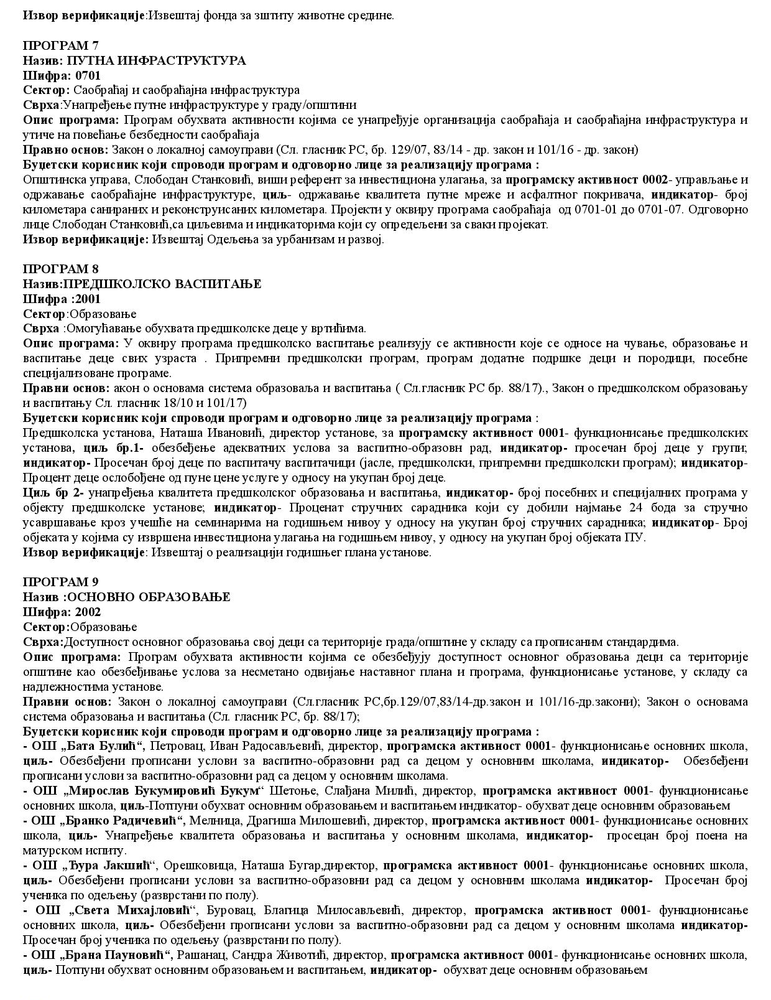 Извор верификације:Извештај фонда за зштиту животне средине.
ПРОГРАМ 7
Назив: ПУТНА ИНФРАСТРУКТУРА
Шифра: 0701
Сектор: Саобраћај и саобраћајна инфраструктура
Сврха:Унапређење путне инфраструктуре у граду/општини
Опис програма: Програм обухвата активности којима се унапређује организација саобраћаја и саобраћајна инфраструктура и
утиче на повећање безбедности саобраћаја
Правно основ: Закон о локалној самоуправи (Сл. гласник РС, бр. 129/07, 83/14 - др. закон и 101/16 - др. закон)
Буџетски корисник који спроводи програм и одговорно лице за реализацију програма :
Општинска управа, Слободан Станковић, виши референт за инвестициона улагања, за програмску активност 0002- управљање и
одржавање саобраћајне инфраструктуре, циљ- одржавање квалитета путне мреже и асфалтног покривача, индикатор- број
километара санираних и реконструисаних километара. Пројекти у оквиру програма саобраћаја од 0701-01 до 0701-07. Одговорно
лице Слободан Станковић,са циљевима и индикаторима који су опредељени за сваки пројекат.
Извор верификације: Извештај Одељења за урбанизам и развој.
ПРОГРАМ 8
Назив:ПРЕДШКОЛСКО ВАСПИТАЊЕ
Шифра :2001
Сектор:Образовање
Сврха :Омогућавање обухвата предшколске деце у вртићима.
Опис програма: У оквиру програма предшколско васпитање реализују се активности које се односе на чување, образовање и
васпитање деце свих узраста . Припремни предшколски програм, програм додатне подршке деци и породици, посебне
специјализоване програме.
Правни основ: акон о основама система образоваља и васпитања ( Сл.гласник РС бр. 88/17)., Закон о предшколском образовању
и васпитању Сл. гласник 18/10 и 101/17)
Буџетски корисник који спроводи програм и одговорно лице за реализацију програма :
Предшколска установа, Наташа Ивановић, директор установе, за програмску активност 0001- функционисање предшколских
установа, циљ бр.1- обезбеђење адекватних услова за васпитно-образовн рад, индикатор- просечан број деце у групи;
индикатор- Просечан број деце по васпитачу васпитачици (јасле, предшколски, припремни предшколски програм); индикатор-
Процент деце ослобођене од пуне цене услуге у односу на укупан број деце.
Циљ бр 2- унапређења квалитета предшколског образовања и васпитања, индикатор- број посебних и специјалних програма у
објекту предшколске установе; индикатор- Проценат стручних сарадника који су добили најмање 24 бода за стручно
усавршавање кроз учешће на семинарима на годишњем нивоу у односу на укупан број стручних сарадника; индикатор- Број
објеката у којима су извршена инвестициона улагања на годишњем нивоу, у односу на укупан број објеката ПУ.
Извор верификације: Извештај о реализацији годишњег плана установе.
ПРОГРАМ 9
Назив :ОСНОВНО ОБРАЗОВАЊЕ
Шифра: 2002
Сектор:Образовање
Сврха:Доступност основног образовања свој деци са територије града/општине у складу са прописаним стандардима.
Опис програма: Програм обухвата активности којима се обезбеђују доступност основног образовања деци са територије
општине као обезбеђивање услова за несметано одвијање наставног плана и програма, функционисање установе, у складу са
надлежностима установе.
Правни основ: Закон о локалној самоуправи (Сл.гласник РС,бр.129/07,83/14-др.закон и 101/16-др.закони); Закон о основама
система образовања и васпитања (Сл. гласник РС, бр. 88/17);
Буџетски корисник који спроводи програм и одговорно лице за реализацију програма :
- ОШ „Бата Булић“, Петровац, Иван Радосављевић, директор, програмска активност 0001- функционисање основних школа,
циљ- Обезбеђени прописани услови за васпитно-образовни рад са децом у основним школама, индикатор- Обезбеђени
прописани услови за васпитно-образовни рад са децом у основним школама.
- ОШ „Мирослав Букумировић Букум“ Шетоње, Слађана Милић, директор, програмска активност 0001- функционисање
основних школа, циљ-Потпуни обухват основним образовањем и васпитањем индикатор- обухват деце основним образовањем
- ОШ „Бранко Радичевић“, Мелница, Драгиша Милошевић, директор, програмска активност 0001- функционисање основних
школа, циљ- Унапређење квалитета образовања и васпитања у основним школама, индикатор- просецан број поена на
матурском испиту.
- ОШ „Ђура Јакшић“, Орешковица, Наташа Бугар,директор, програмска активност 0001- функционисање основних школа,
циљ- Обезбеђени прописани услови за васпитно-образовни рад са децом у основним школама индикатор- Просечан број
ученика по одељењу (разврстани по полу).
- ОШ „Света Михајловић“, Буровац, Благица Милосављевић, директор, програмска активност 0001- функционисање
основних школа, циљ- Обезбеђени прописани услови за васпитно-образовни рад са децом у основним школама индикатор-
Просечан број ученика по одељењу (разврстани по полу).
- ОШ „Брана Пауновић“, Рашанац, Сандра Животић, директор, програмска активност 0001- функционисање основних школа,
циљ- Потпуни обухват основним образовањем и васпитањем, индикатор- обухват деце основним образовањем